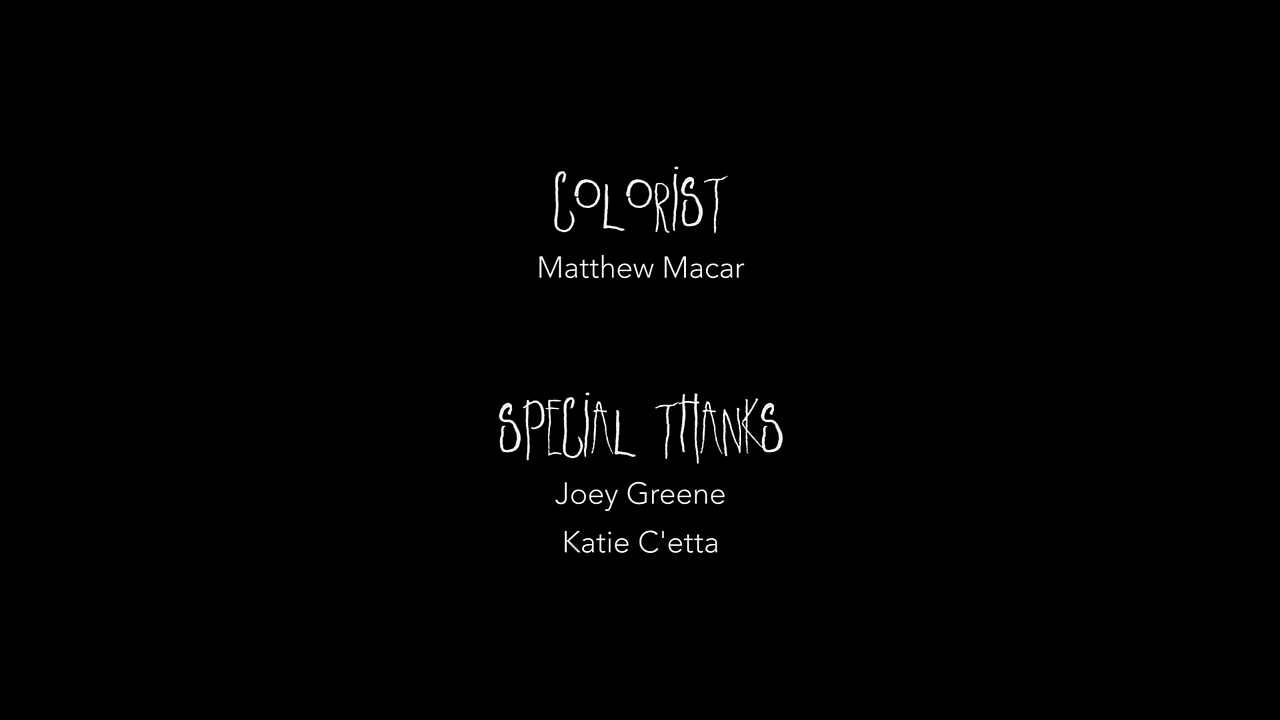 COLORIST
Matthew Macar
SPECIAL THANKS
Joey Greene
Katie C'etta